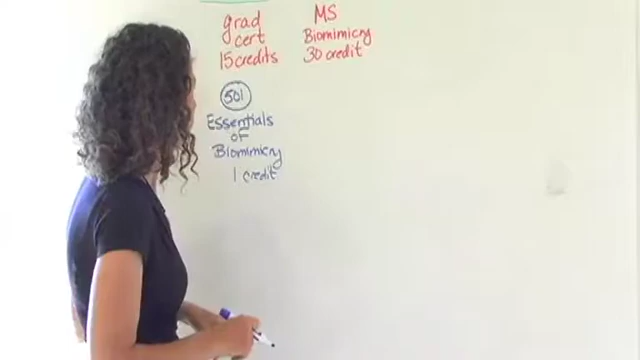 grad
cert
15 credits
MS
Biomimicry
30 credit
501
Essentials
of
Biomimicry
1 credit